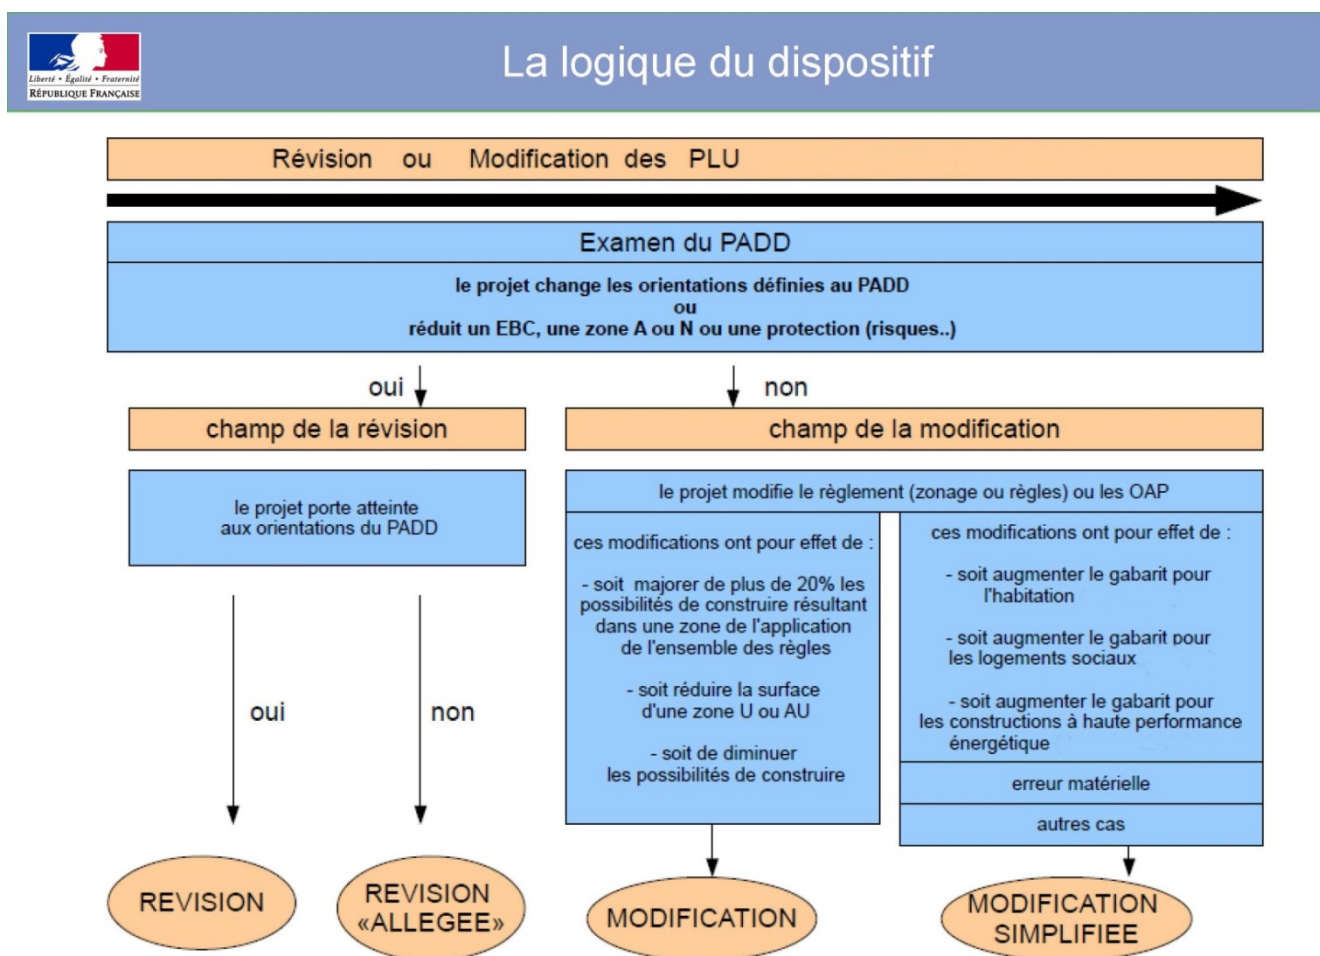 La logique du dispositif
Liberté • Égalité • Fraternité
RÉPUBLIQUE FRANÇAISE
Révision ou Modification des PLU
Examen du PADD
le projet change les orientations définies au PADD
ou
réduit un EBC, une zone A ou N ou une protection (risques..)
oui
non
champ de la révision
champ de la modification
le projet porte atteinte
aux orientations du PADD
oui
non
le projet modifie le règlement (zonage ou règles) ou les OAP
ces modifications ont pour effet de :
- soit majorer de plus de 20% les
possibilités de construire résultant
dans une zone de l'application
de l'ensemble des règles
- soit réduire la surface
d'une zone U ou AU
- soit de diminuer
les possibilités de construire
ces modifications ont pour effet de :
- soit augmenter le gabarit pour
l'habitation
- soit augmenter le gabarit pour
les logements sociaux
- soit augmenter le gabarit pour
les constructions à haute performance
énergétique
erreur matérielle
autres cas
REVISION
REVISION
«ALLEGEE»
MODIFICATION
MODIFICATION
SIMPLIFIEE